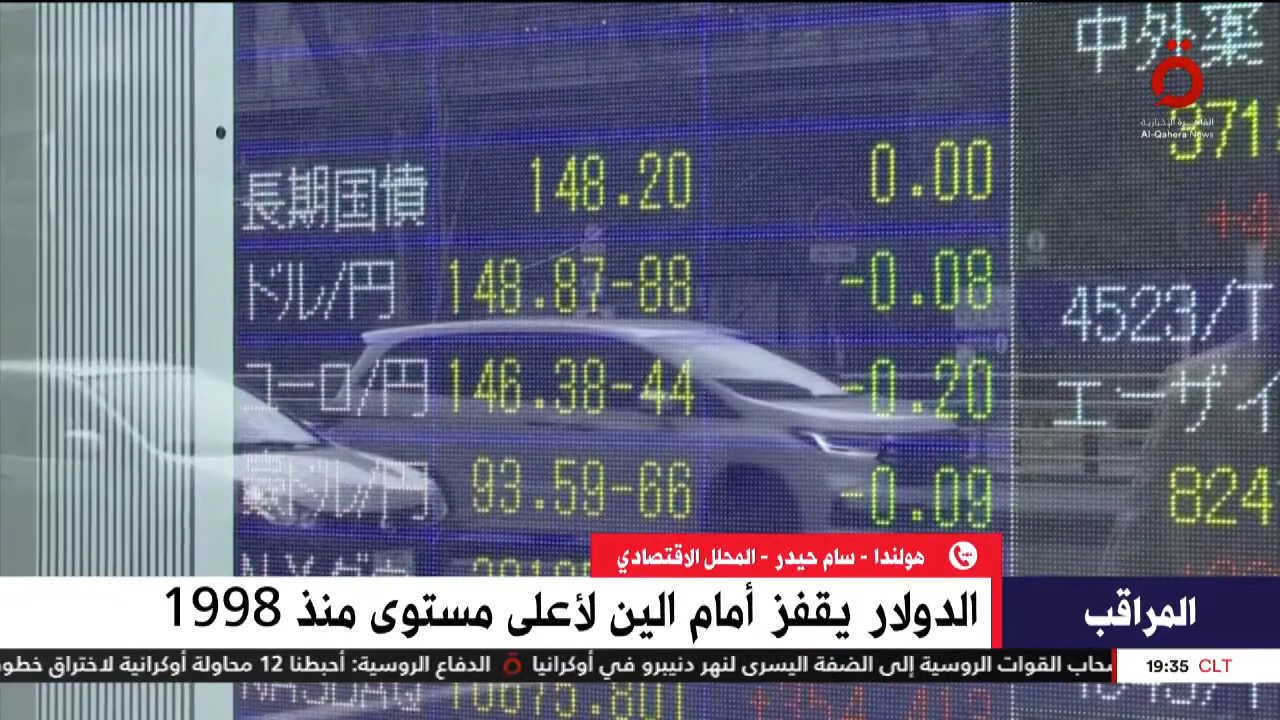 中外薬
القاهرة الإخبارية
Al-Qahera News
371
+4
長期国債 148.20 0.00
ドル/円 148.87-88 -0.08
4523/T
ユーロ/円 146.38-44 -0.20
エーザイ
豪ドル/円 93.59-66 -0.09
824
هولندا - سام حيدر - المحلل الاقتصادي
المراقب
الدولار يقفز أمام الين لأعلى مستوى منذ 1998
19:35 CLT
سحاب القوات الروسية إلى الضفة اليسرى لنهر دنيبرو في أوكرانيا الدفاع الروسية: أحبطنا 12 محاولة أوكرانية لاختراق خطو
NASDAQ